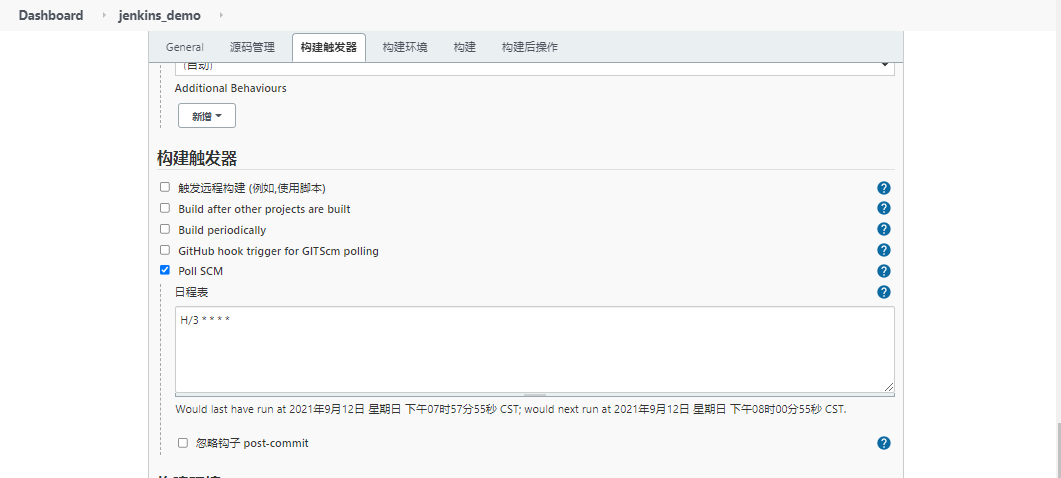 Dashboard jenkins_demo
General 源码管理 构建触发器 构建环境 构建 构建后操作
(自动)
Additional Behaviours
新增
构建触发器
触发远程构建 (例如,使用脚本)
Build after other projects are built
Build periodically
GitHub hook trigger for GITScm polling
Poll SCM
日程表
H/3 * * * *
Would last have run at 2021年9月12日 星期日 下午07时57分55秒 CST; would next run at 2021年9月12日 星期日 下午08时00分55秒 CST.
忽略钩子 post-commit